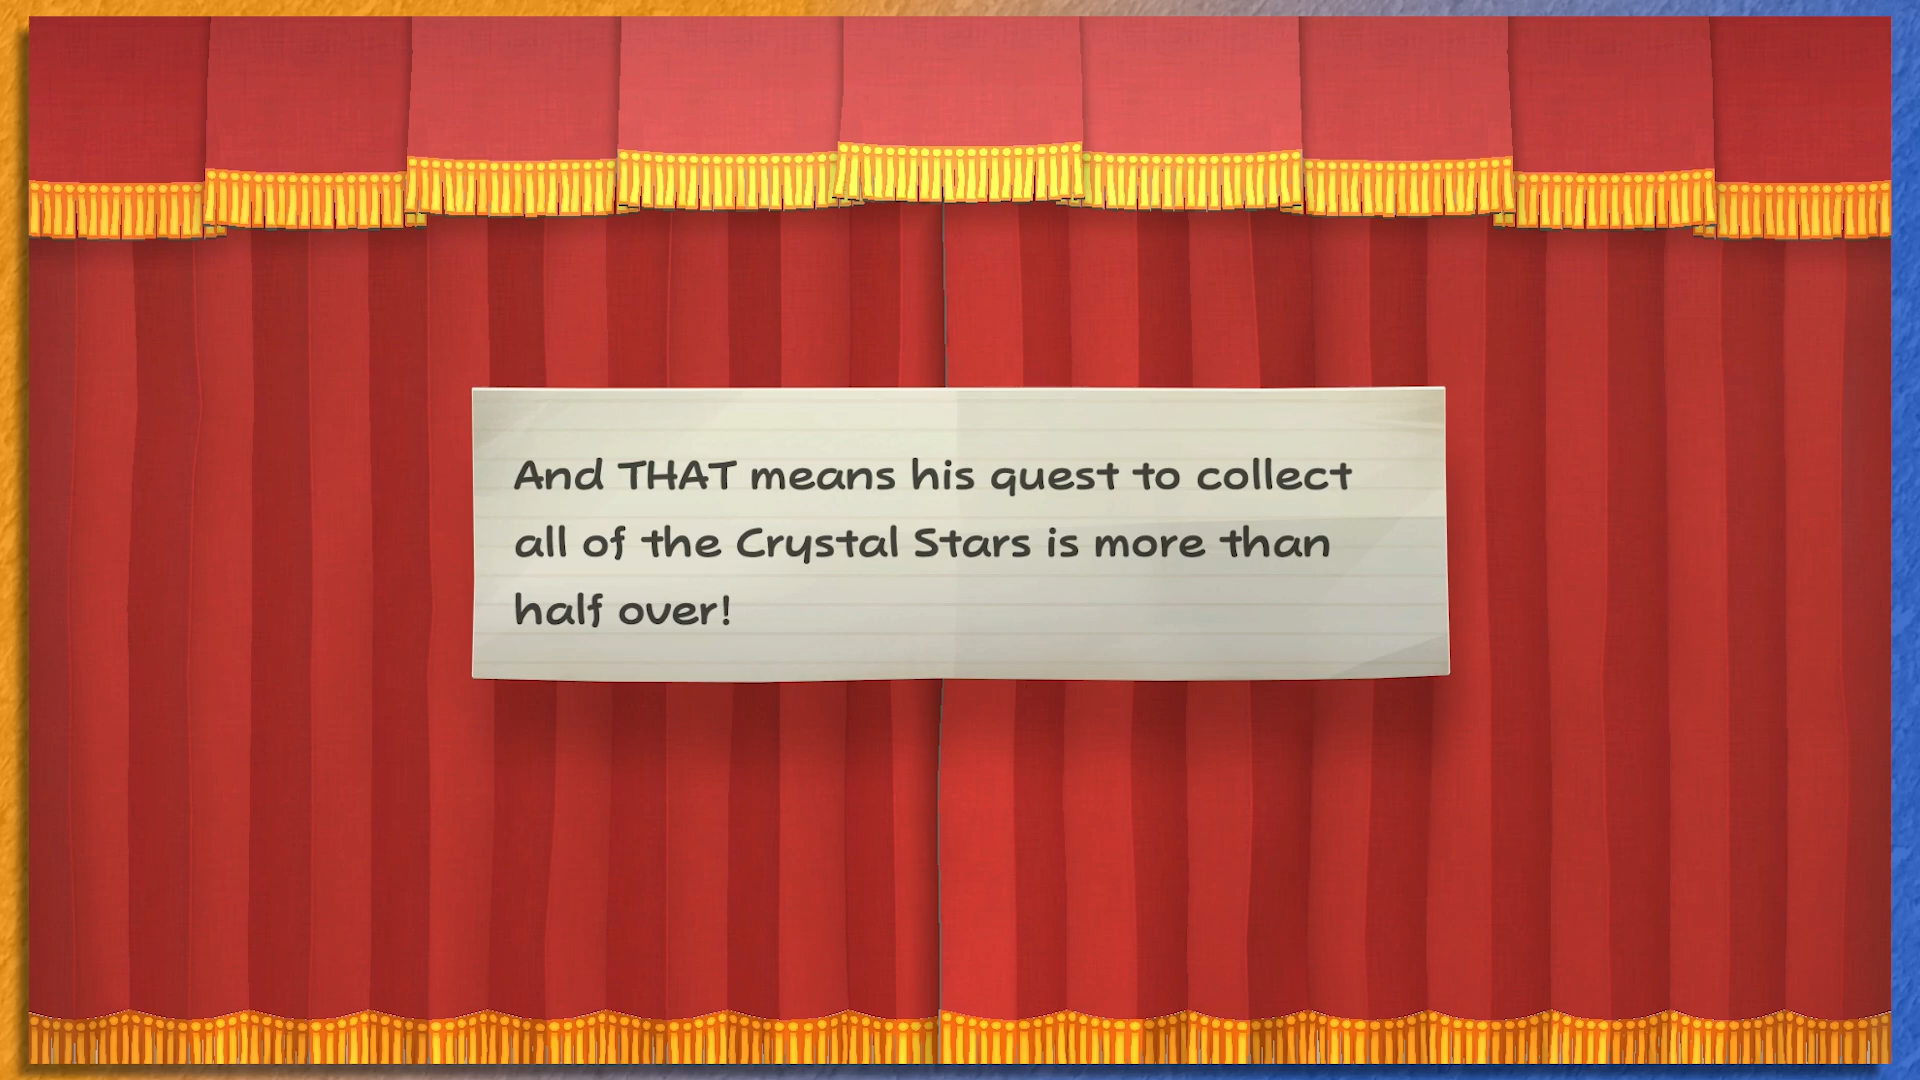 And THAT means his quest to collect
all of the Crystal Stars is more than
half over!